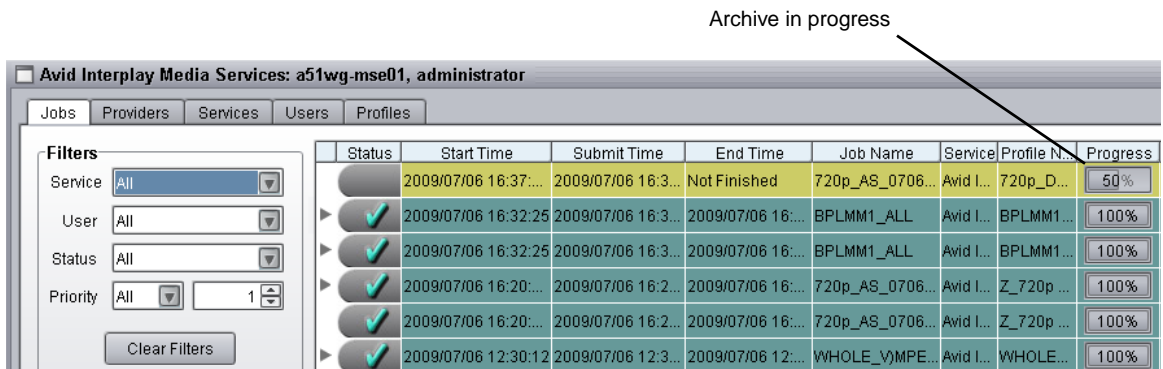 Archive in progress
Avid Interplay Media Services: a51wg-mse01, administrator
Jobs Providers Services Users Profiles
Filters
Service All
User All
Status All
Priority All 1
Clear Filters
Status Start Time Submit Time End Time Job Name Service Profile N... Progress
2009/07/06 16:37:... 2009/07/06 16:3... Not Finished 720p_AS_0706... Avid I... 720p_D... 50%
2009/07/06 16:32:25 2009/07/06 16:3... 2009/07/06 16:... BPLMM1_ALL Avid I... BPLMM1... 100%
2009/07/06 16:32:25 2009/07/06 16:3... 2009/07/06 16:... BPLMM1_ALL Avid I... BPLMM1... 100%
2009/07/06 16:20:... 2009/07/06 16:2... 2009/07/06 16:... 720p_AS_0706... Avid I... Z_720p ... 100%
2009/07/06 16:20:... 2009/07/06 16:2... 2009/07/06 16:... 720p_AS_0706... Avid I... Z_720p ... 100%
2009/07/06 12:30:12 2009/07/06 12:3... 2009/07/06 12:... WHOLE_V)MPE... Avid I... WHOLE... 100%